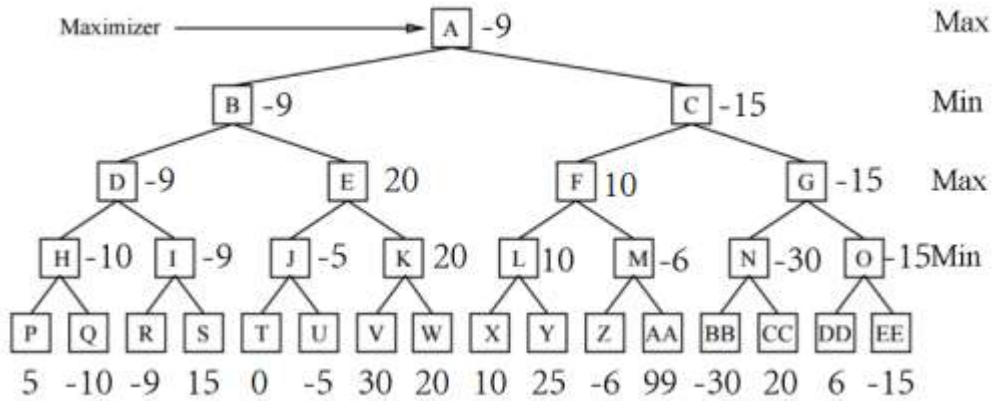 Maximizer A -9 Max
B -9 C -15 Min
D -9 E 20 F 10 G -15 Max
H -10 I -9 J -5 K 20 L 10 M -6 N -30 O -15 Min
P Q R S T U V W X Y Z AA BB CC DD EE
5 -10 -9 15 0 -5 30 20 10 25 -6 99 -30 20 6 -15